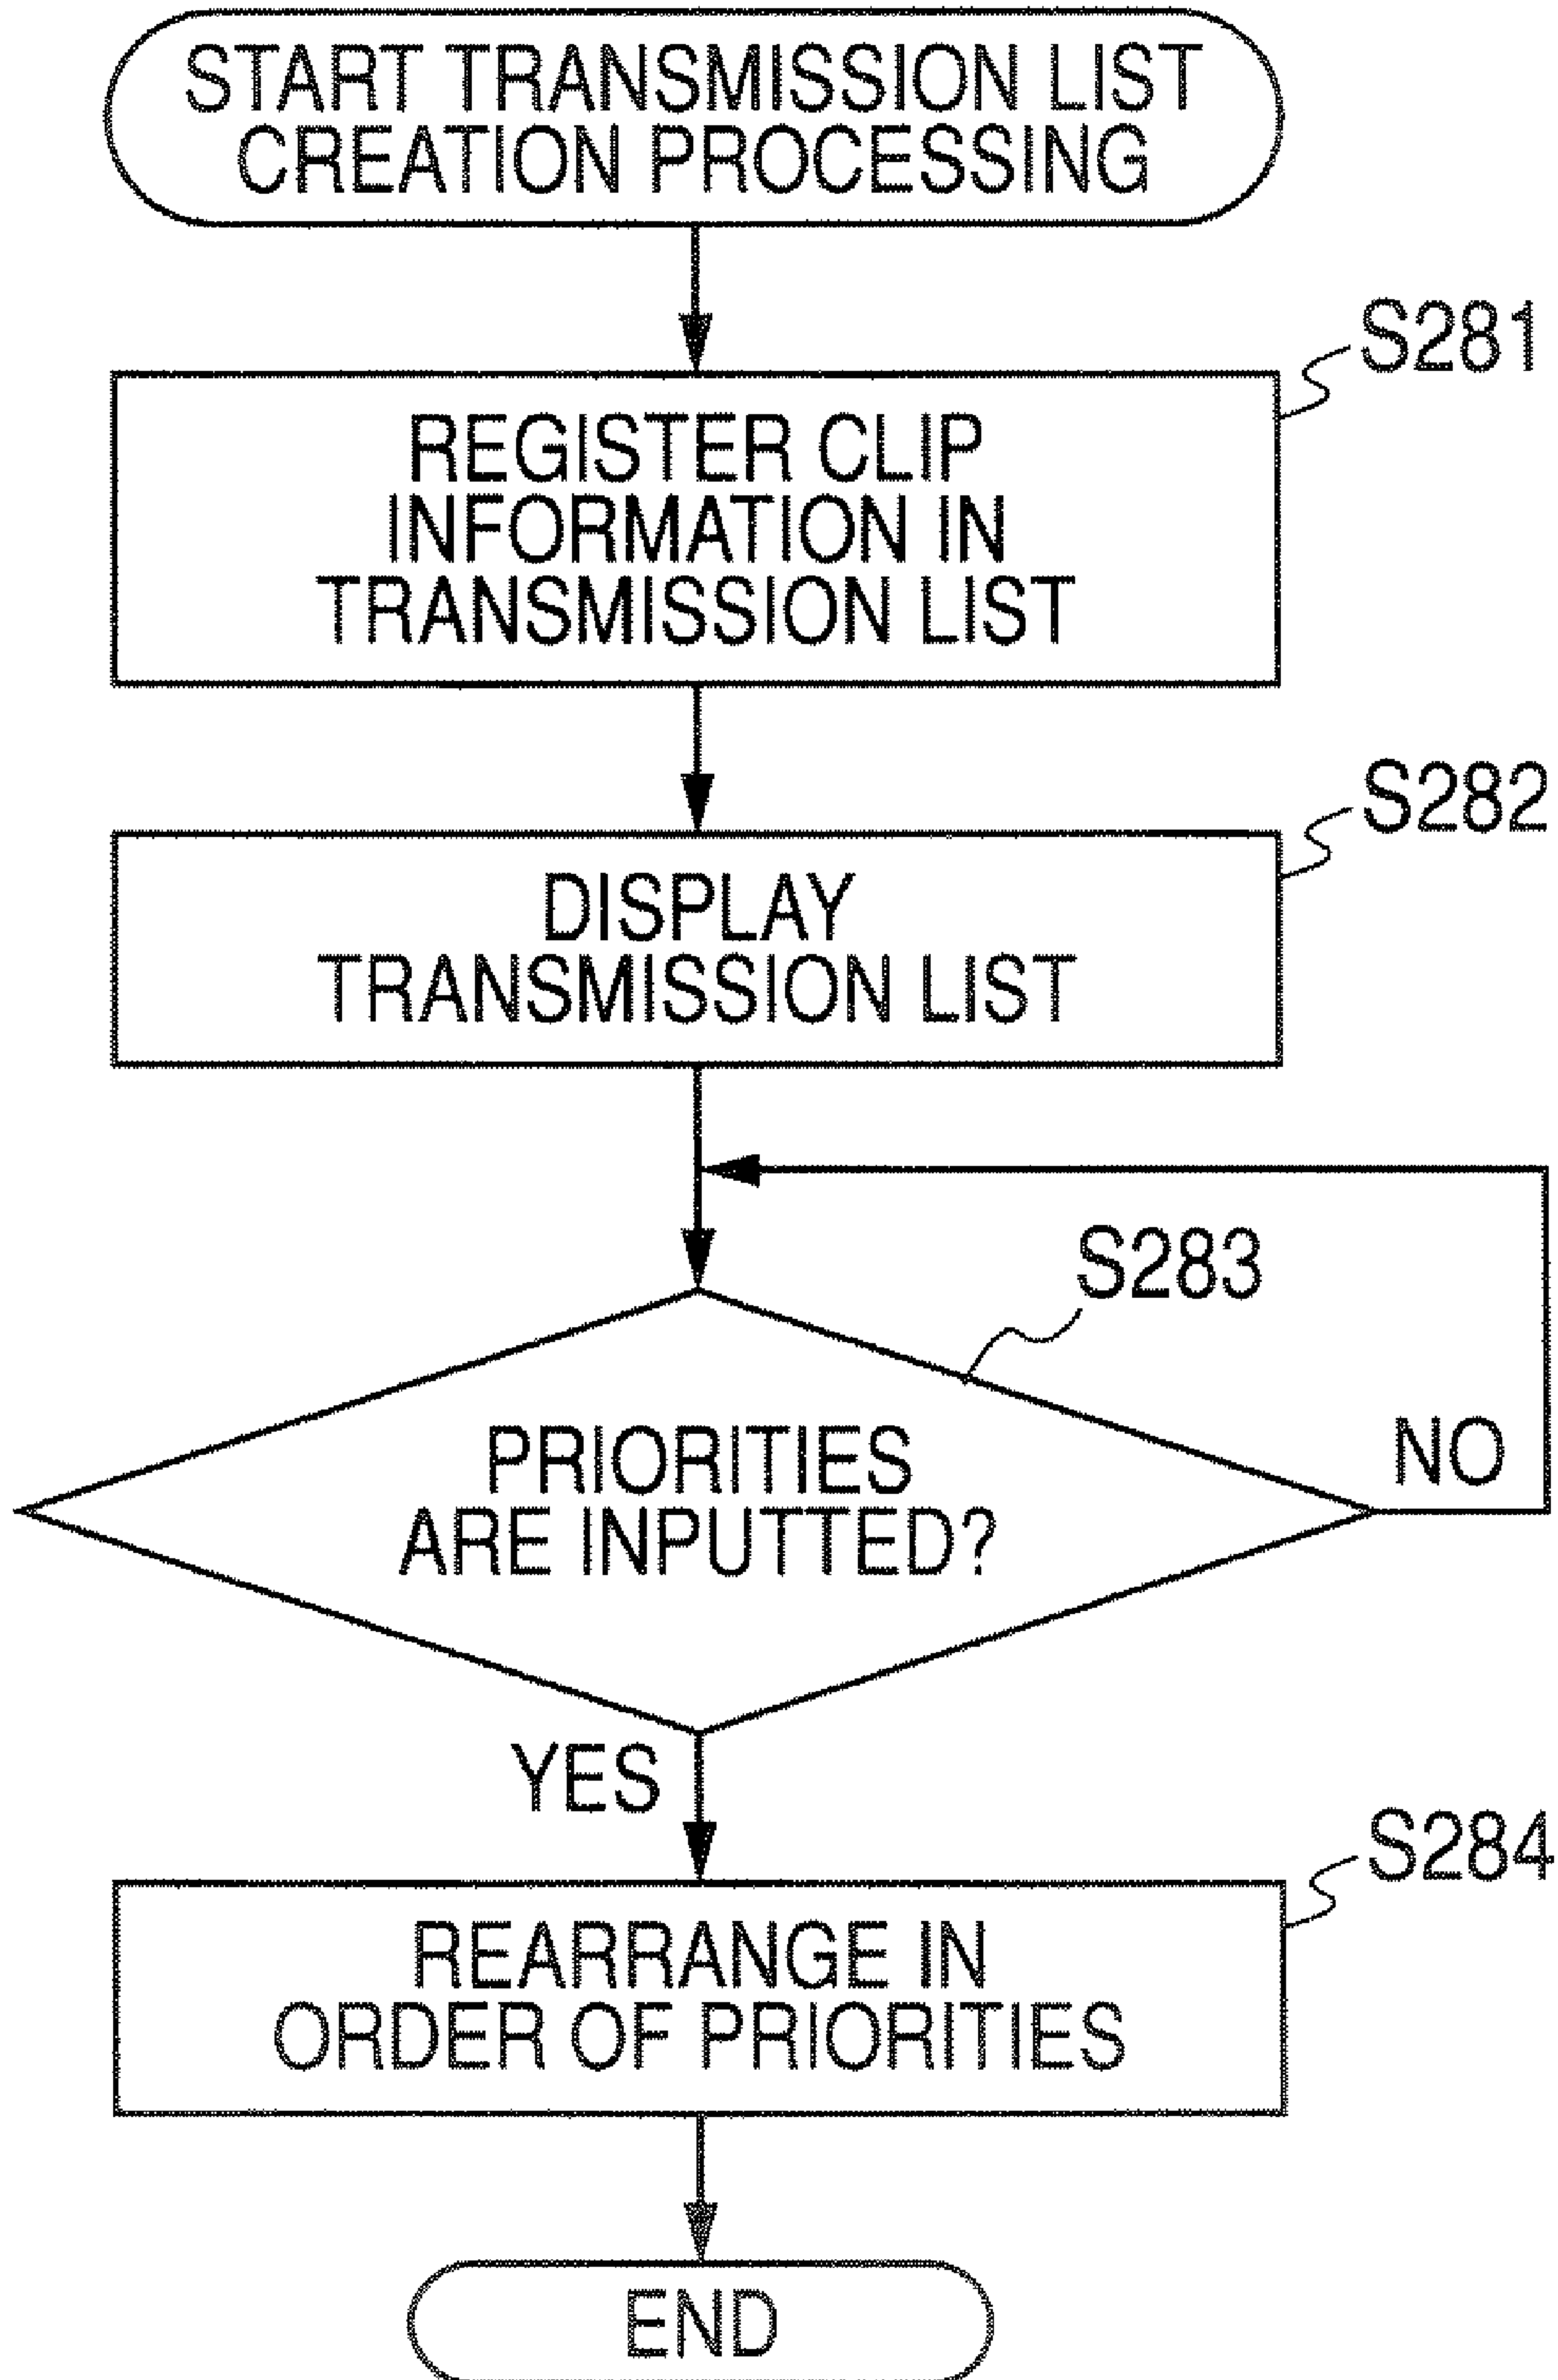 START TRANSMISSION LIST
CREATION PROCESSING
S281
REGISTER CLIP
INFORMATION IN
TRANSMISSION LIST
S282
DISPLAY
TRANSMISSION LIST
S283
PRIORITIES
ARE INPUTTED?
NO
YES
S284
REARRANGE IN
ORDER OF PRIORITIES
END